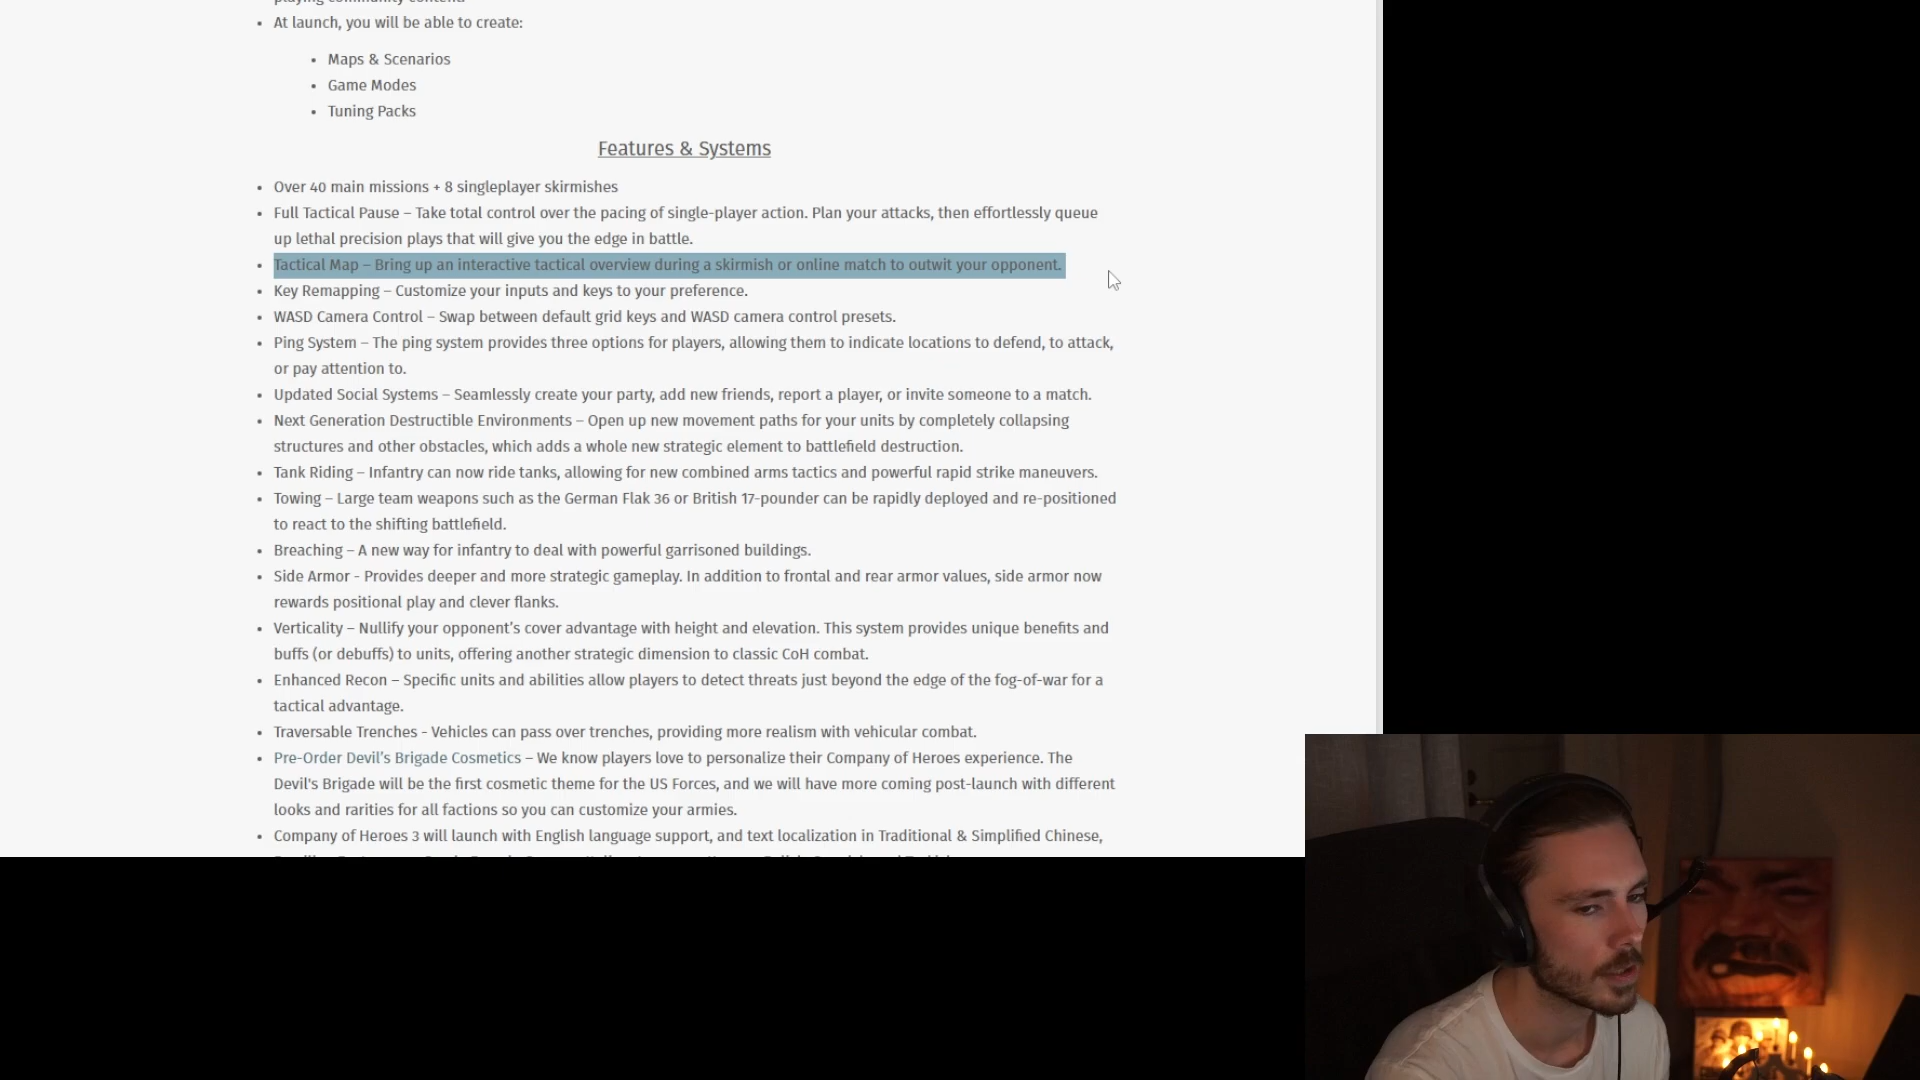 At launch, you will be able to create:
Maps & Scenarios
Game Modes
Tuning Packs
Features & Systems
Over 40 main missions + 8 singleplayer skirmishes
Full Tactical Pause – Take total control over the pacing of single-player action. Plan your attacks, then effortlessly queue
up lethal precision plays that will give you the edge in battle.
Tactical Map – Bring up an interactive tactical overview during a skirmish or online match to outwit your opponent.
Key Remapping – Customize your inputs and keys to your preference.
WASD Camera Control – Swap between default grid keys and WASD camera control presets.
Ping System – The ping system provides three options for players, allowing them to indicate locations to defend, to attack,
or pay attention to.
Updated Social Systems – Seamlessly create your party, add new friends, report a player, or invite someone to a match.
Next Generation Destructible Environments – Open up new movement paths for your units by completely collapsing
structures and other obstacles, which adds a whole new strategic element to battlefield destruction.
Tank Riding – Infantry can now ride tanks, allowing for new combined arms tactics and powerful rapid strike maneuvers.
Towing – Large team weapons such as the German Flak 36 or British 17-pounder can be rapidly deployed and re-positioned
to react to the shifting battlefield.
Breaching – A new way for infantry to deal with powerful garrisoned buildings.
Side Armor - Provides deeper and more strategic gameplay. In addition to frontal and rear armor values, side armor now
rewards positional play and clever flanks.
Verticality – Nullify your opponent’s cover advantage with height and elevation. This system provides unique benefits and
buffs (or debuffs) to units, offering another strategic dimension to classic CoH combat.
Enhanced Recon – Specific units and abilities allow players to detect threats just beyond the edge of the fog-of-war for a
tactical advantage.
Traversable Trenches - Vehicles can pass over trenches, providing more realism with vehicular combat.
Pre-Order Devil’s Brigade Cosmetics – We know players love to personalize their Company of Heroes experience. The
Devil's Brigade will be the first cosmetic theme for the US Forces, and we will have more coming post-launch with different
looks and rarities for all factions so you can customize your armies.
Company of Heroes 3 will launch with English language support, and text localization in Traditional & Simplified Chinese,